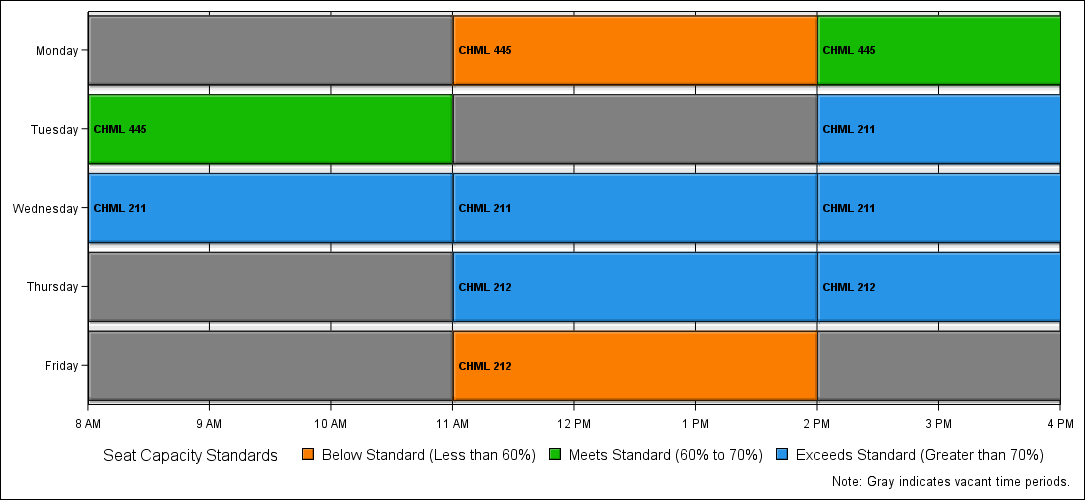 Monday
CHML 445
CHML 445
Tuesday
CHML 445
CHML 211
Wednesday
CHML 211
CHML 211
CHML 211
Thursday
CHML 212
CHML 212
Friday
CHML 212
8 AM 9 AM 10 AM 11 AM 12 PM 1 PM 2 PM 3 PM 4 PM
Seat Capacity Standards Below Standard (Less than 60%) Meets Standard (60% to 70%) Exceeds Standard (Greater than 70%)
Note: Gray indicates vacant time periods.